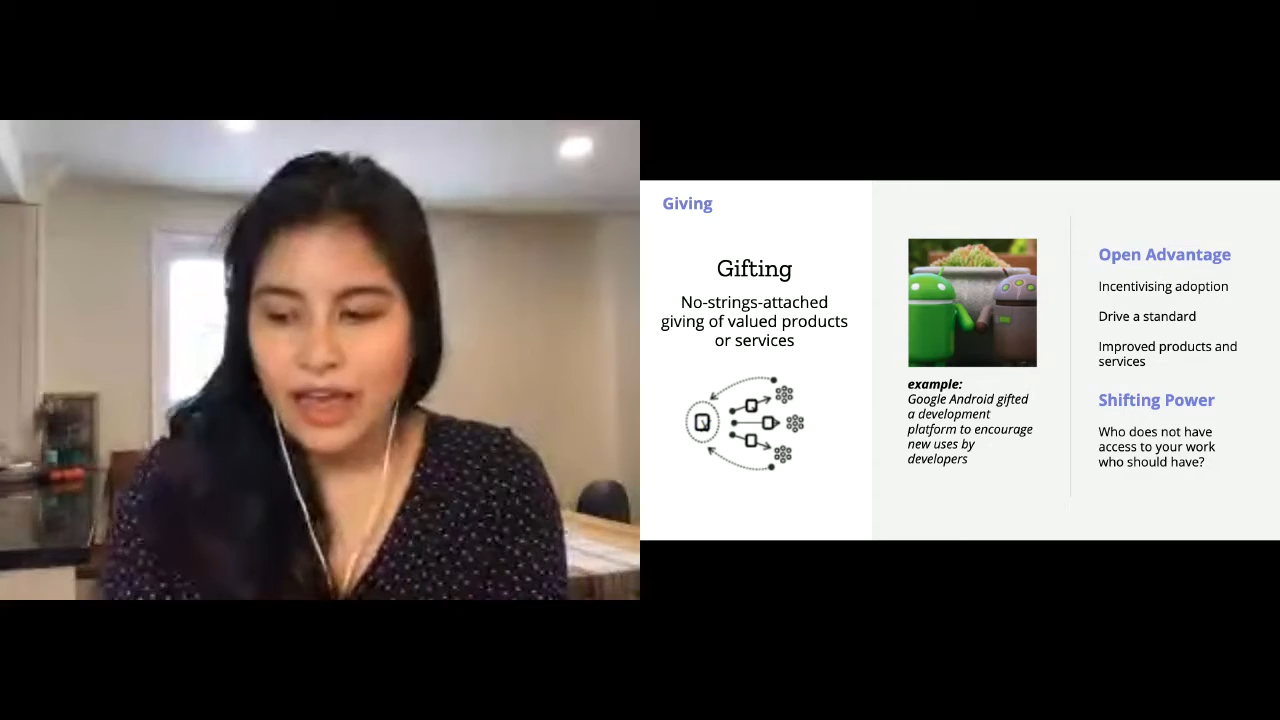 Giving
Gifting
No-strings-attached
giving of valued products
or services
example:
Google Android gifted
a development
platform to encourage
new uses by
developers
Open Advantage
Incentivising adoption
Drive a standard
Improved products and
services
Shifting Power
Who does not have
access to your work
who should have?